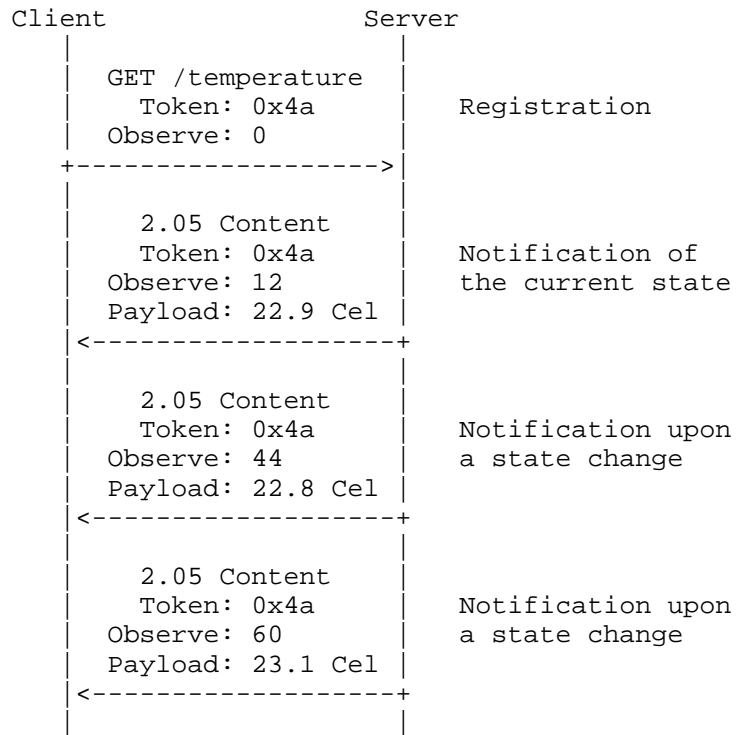 Client Server
GET /temperature
Token: 0x4a Registration
Observe: 0
+------------------->
2.05 Content
Token: 0x4a Notification of
Observe: 12 the current state
Payload: 22.9 Cel
<-------------------+
2.05 Content
Token: 0x4a Notification upon
Observe: 44 a state change
Payload: 22.8 Cel
<-------------------+
2.05 Content
Token: 0x4a Notification upon
Observe: 60 a state change
Payload: 23.1 Cel
<-------------------+